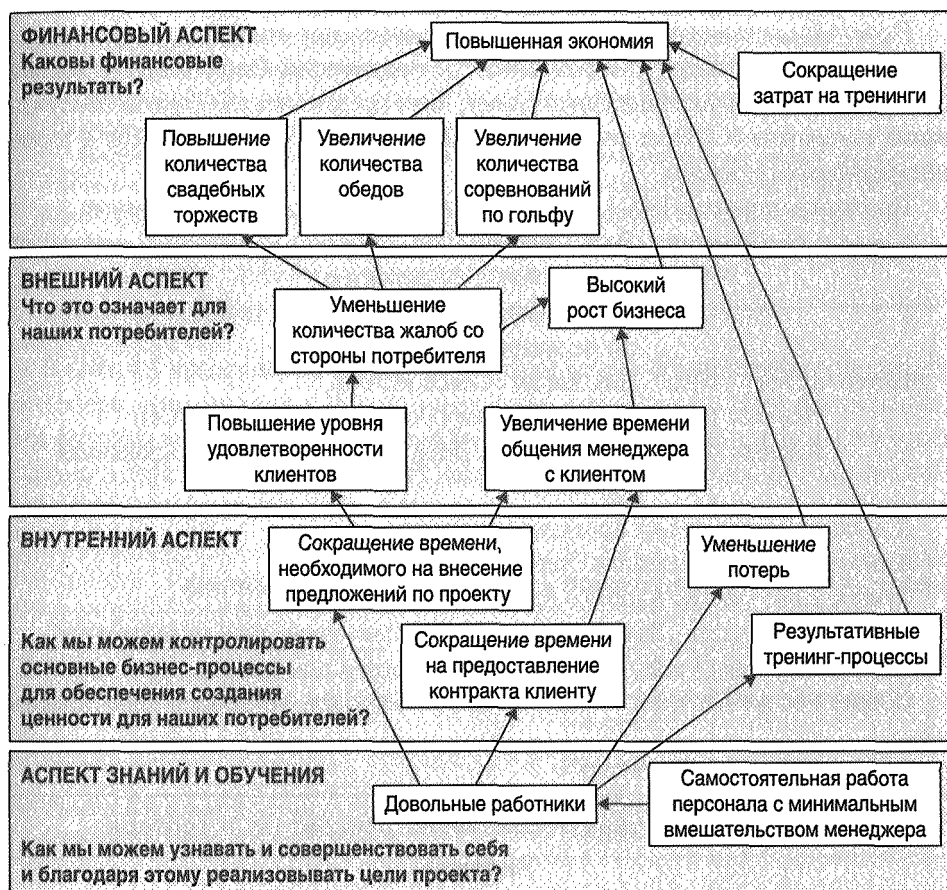 ФИНАНСОВЫЙ АСПЕКТ
Каковы финансовые
результаты?
Повышенная экономия
Сокращение
затрат на тренинги
Повышение
количества
свадебных
торжеств
Увеличение
количества
обедов
Увеличение
количества
соревнований
по гольфу
ВНЕШНИЙ АСПЕКТ
Что это означает для
наших потребителей?
Уменьшение
количества жалоб со
стороны потребителя
Высокий
рост бизнеса
Повышение уровня
удовлетворенности
клиентов
Увеличение времени
общения менеджера
с клиентом
ВНУТРЕННИЙ АСПЕКТ
Сокращение времени,
необходимого на внесение
предложений по проекту
Уменьшение
потерь
Как мы можем контролировать
основные бизнес-процессы
для обеспечения создания
ценности для наших потребителей?
Сокращение времени
на предоставление
контракта клиенту
Результативные
тренинг-процессы
АСПЕКТ ЗНАНИЙ И ОБУЧЕНИЯ
Довольные работники
Самостоятельная работа
персонала с минимальным
вмешательством менеджера
Как мы можем узнавать и совершенствовать себя
и благодаря этому реализовывать цели проекта?